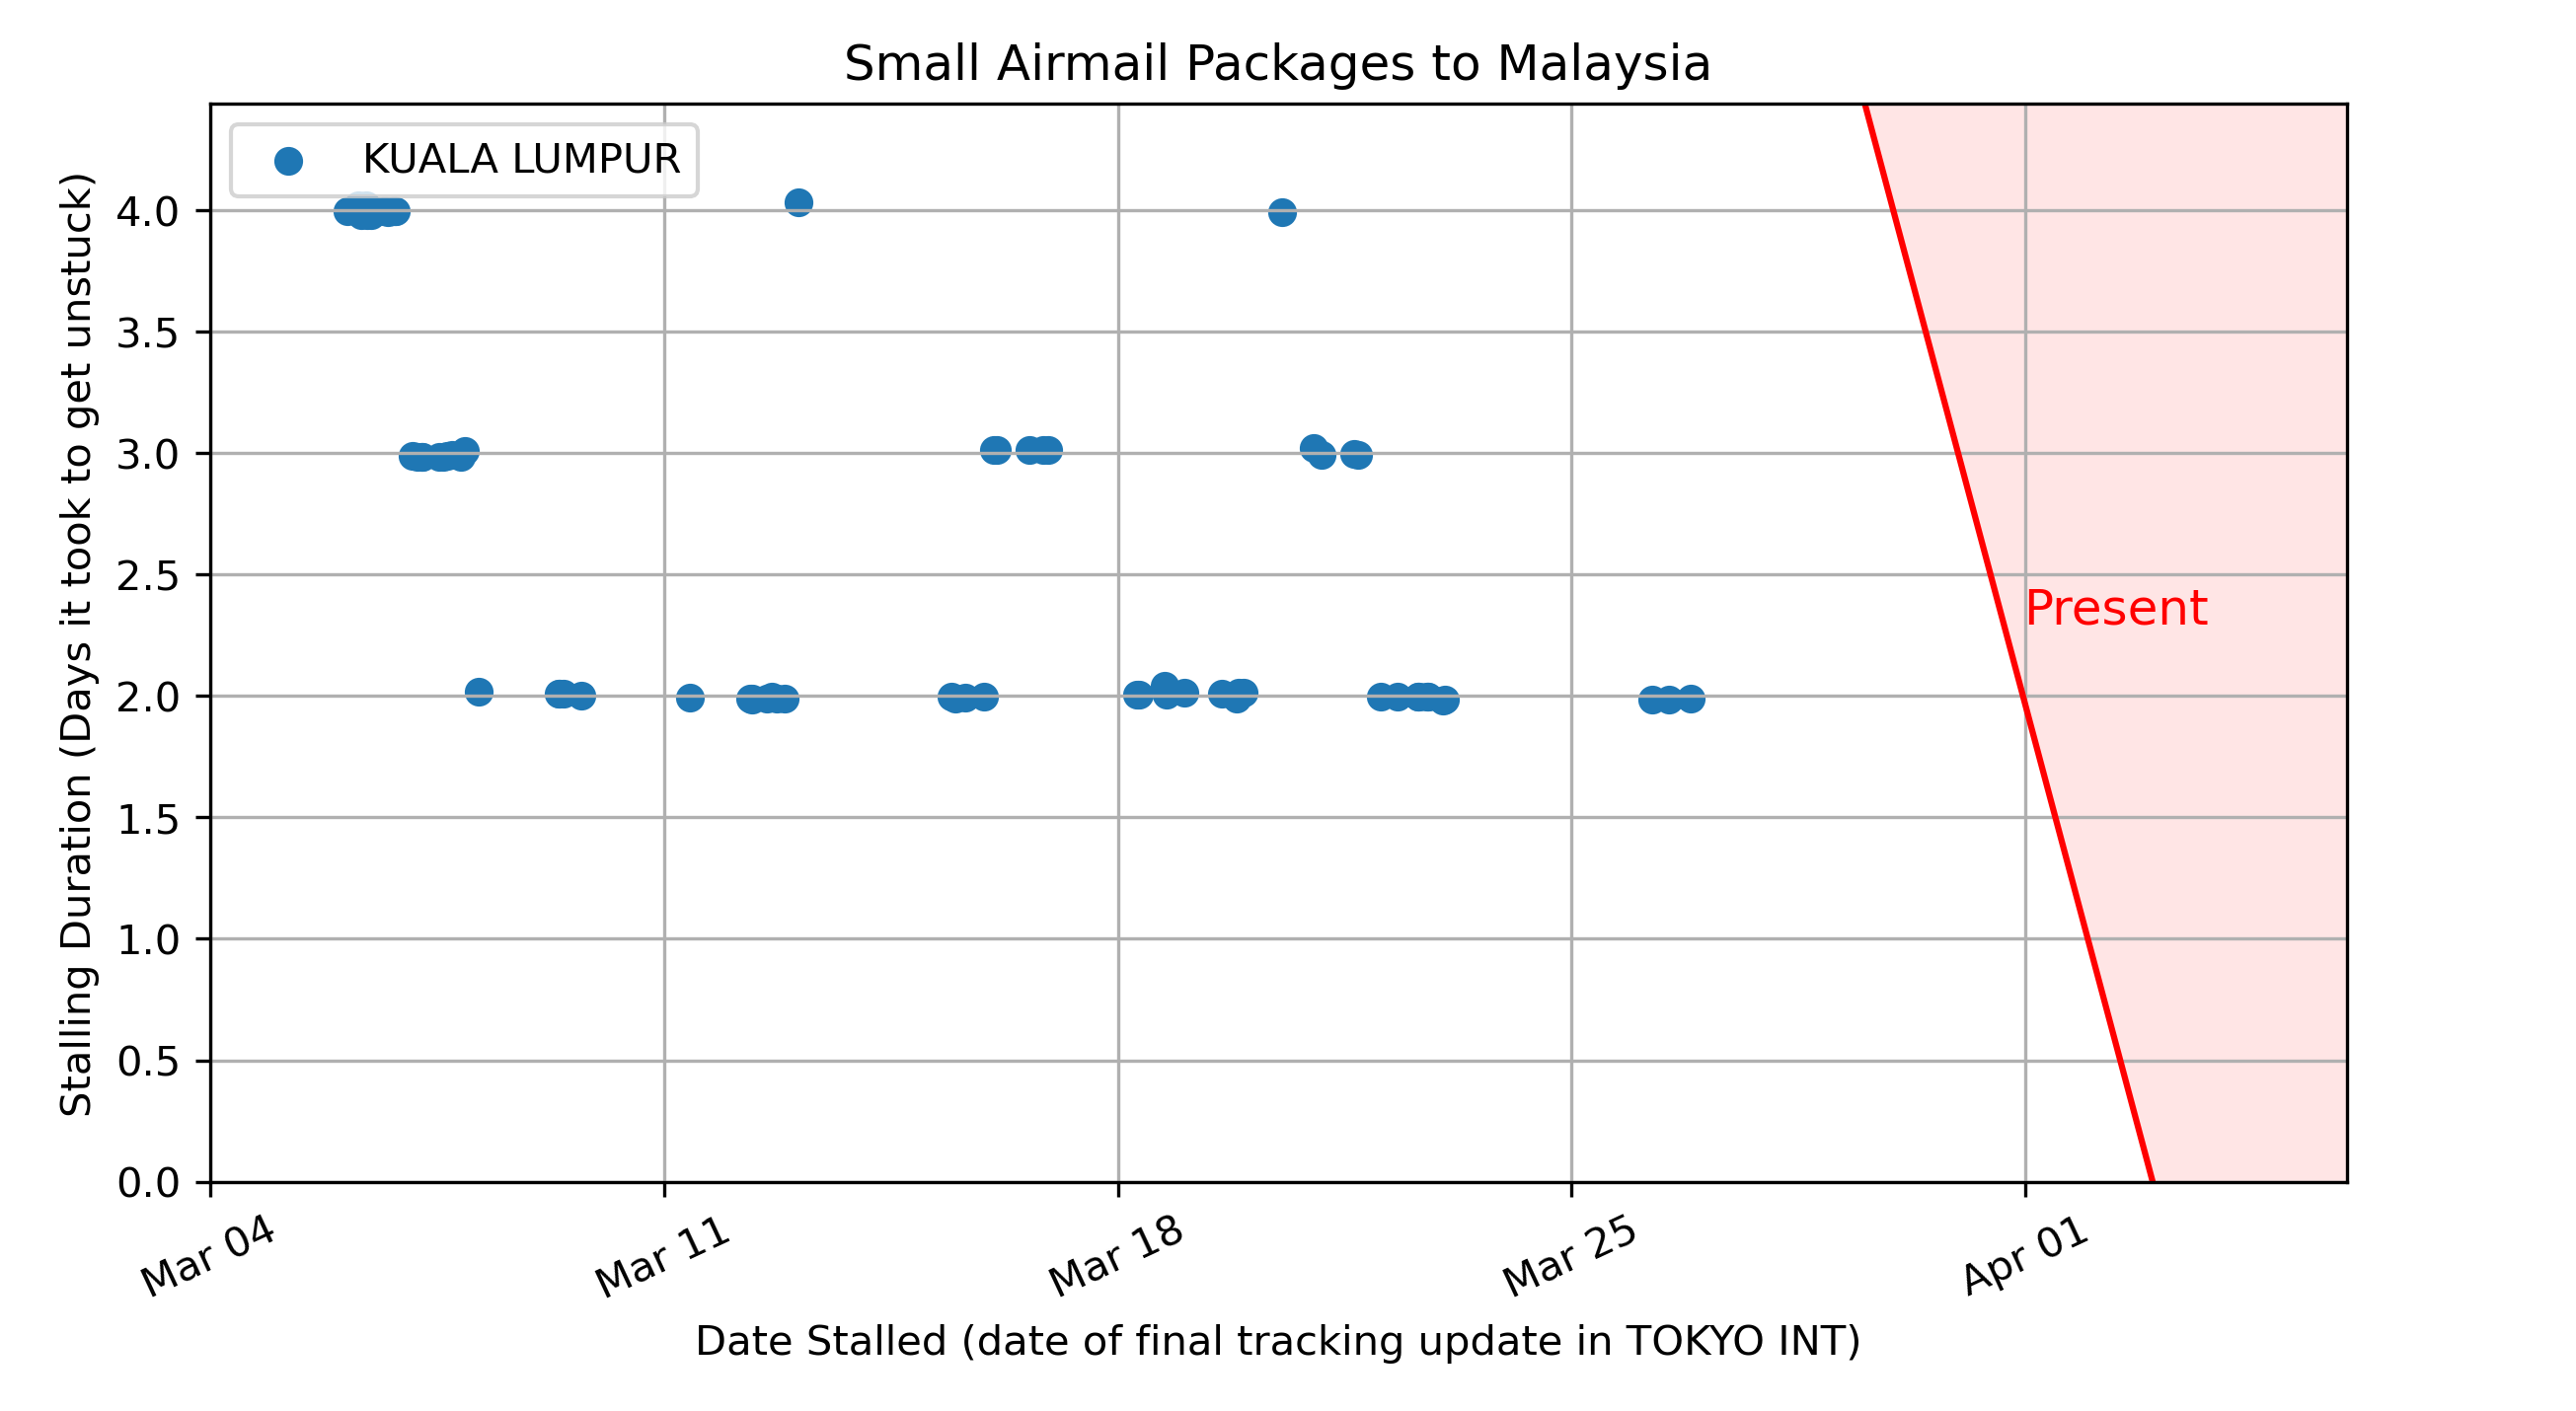 Small Airmail Packages to Malaysia
KUALA LUMPUR
Stalling Duration (Days it took to get unstuck)
4.0
3.5
3.0
2.5
2.0
1.5
1.0
0.5
0.0
Present
Mar 04
Mar 11
Mar 18
Mar 25
Apr 01
Date Stalled (date of final tracking update in TOKYO INT)